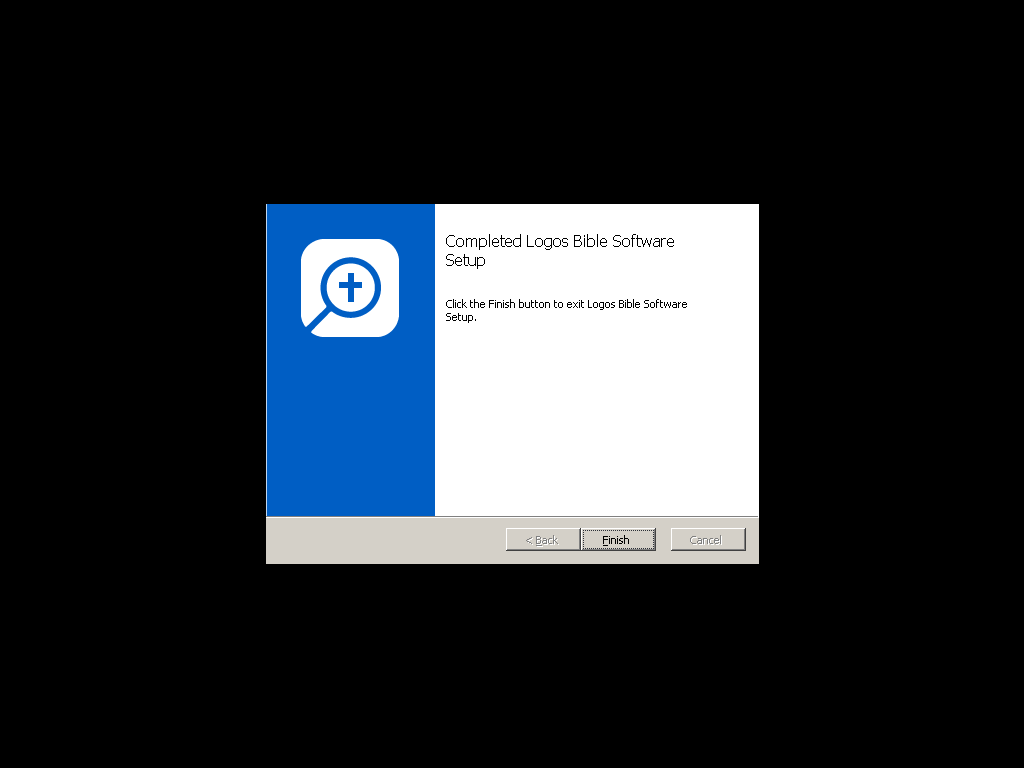 Completed Logos Bible Software
Setup
Click the Finish button to exit Logos Bible Software
Setup.
< Back
Finish
Cancel